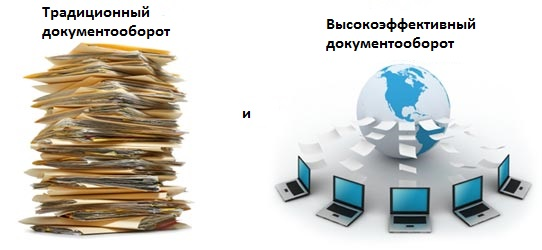 Традиционный
документооборот
и
Высокоэффективный
документооборот